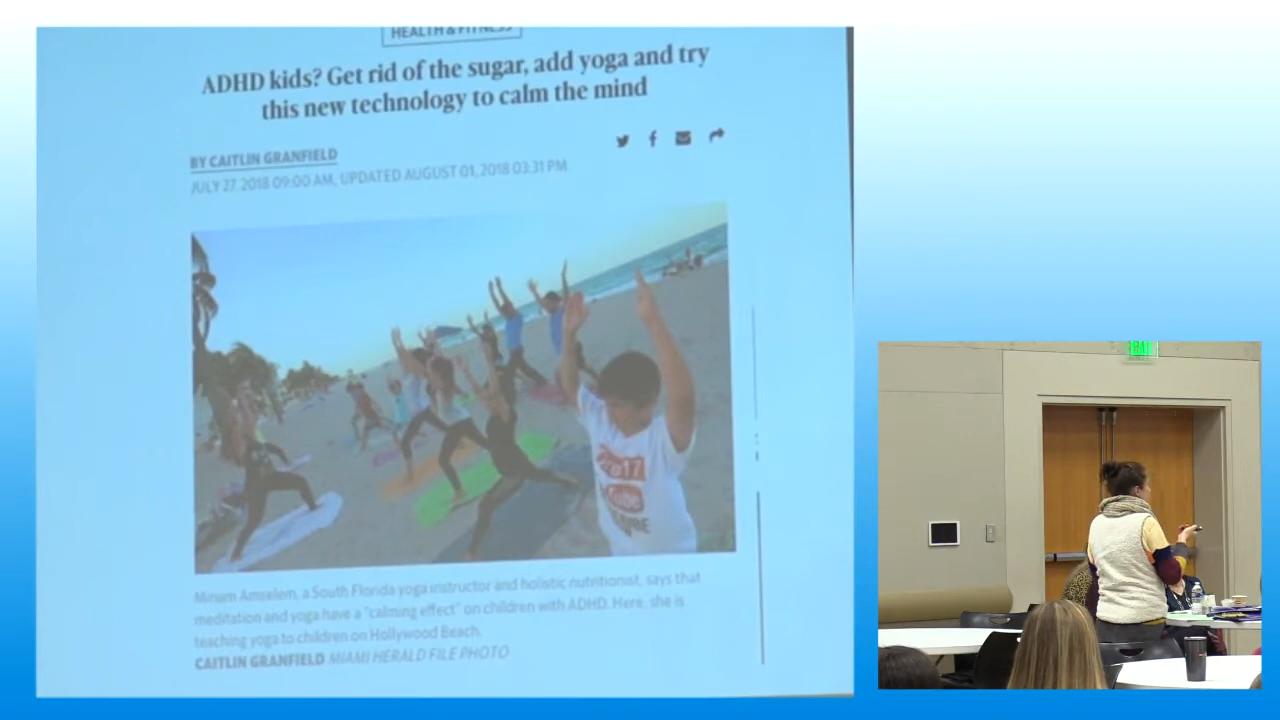 HEALTH & FITNESS
ADHD kids? Get rid of the sugar, add yoga and try
this new technology to calm the mind
BY CAITLIN GRANFIELD
JULY 27, 2018 09:00 AM, UPDATED AUGUST 01, 2018 03:31 PM
2017
Tube
Miriam Amselem, a South Florida yoga instructor and holistic nutritionist, says that
meditation and yoga have a "calming effect" on children with ADHD. Here, she is
teaching yoga to children on Hollywood Beach.
CAITLIN GRANFIELD MIAMI HERALD FILE PHOTO
EXIT